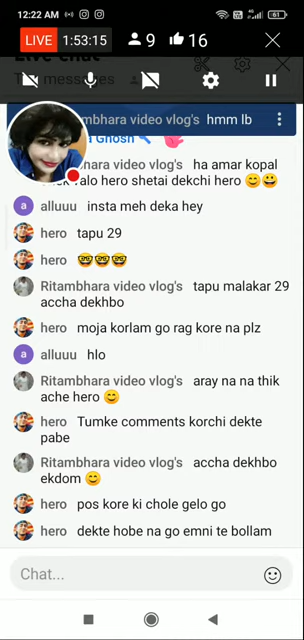 12:22 AM
61
LIVE 1:53:15 9 16
Live chat
messages
mbhara video vlog's hmm lb
Ghosh
hara video vlog's ha amar kopal
valo hero shetai dekchi hero 😊😀
a alluuu insta meh deka hey
hero tapu 29
hero 🤓🤓🤓
Ritambhara video vlog's tapu malakar 29
accha dekhbo
hero moja korlam go rag kore na plz
a alluuu hlo
Ritambhara video vlog's aray na na thik
ache hero 😊
hero Tumke comments korchi dekte
pabe
Ritambhara video vlog's accha dekhbo
ekdom 😊
hero pos kore ki chole gelo go
hero dekte hobe na go emni te bollam
Chat...